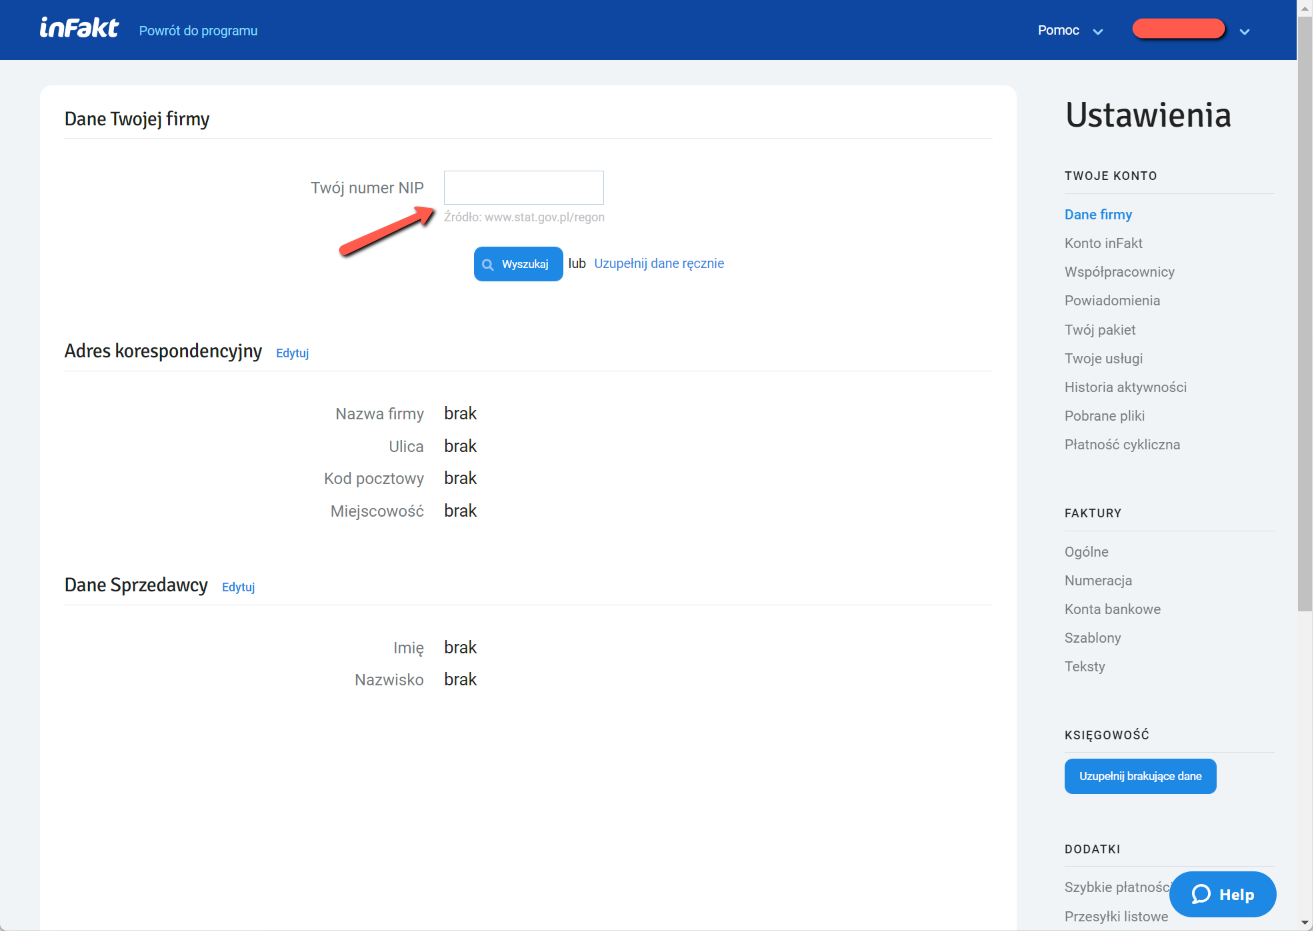 inFakt Powrót do programu Pomoc
Dane Twojej firmy
Twój numer NIP
Źródło: www.stat.gov.pl/regon
Wyszukaj lub Uzupełnij dane ręcznie
Adres korespondencyjny Edytuj
Nazwa firmy brak
Ulica brak
Kod pocztowy brak
Miejscowość brak
Dane Sprzedawcy Edytuj
Imię brak
Nazwisko brak
Ustawienia
TWOJE KONTO
Dane firmy
Konto inFakt
Współpracownicy
Powiadomienia
Twój pakiet
Twoje usługi
Historia aktywności
Pobrane pliki
Płatność cykliczna
FAKTURY
Ogólne
Numeracja
Konta bankowe
Szablony
Teksty
KSIĘGOWOŚĆ
Uzupełnij brakujące dane
DODATKI
Szybkie płatności
Przesyłki listowe
Help